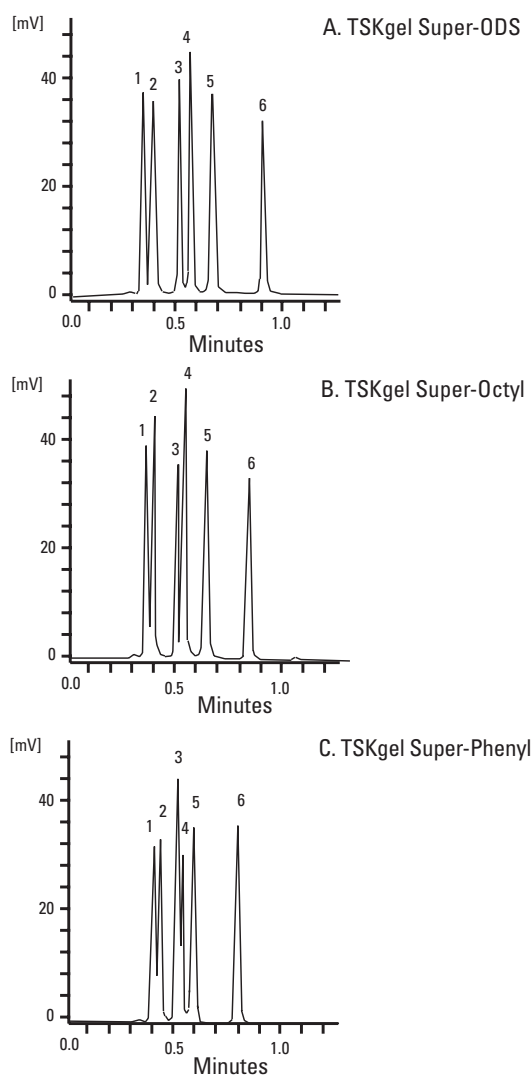 [mV]
A. TSKgel Super-ODS
4
1 2 3 5
6
40
20
0
0.0 0.5 1.0
Minutes
[mV]
B. TSKgel Super-Octyl
4
2
1 3 5
6
40
20
0
0.0 0.5 1.0
Minutes
[mV]
C. TSKgel Super-Phenyl
3
1 2 4 5 6
40
20
0
0.0 0.5 1.0
Minutes